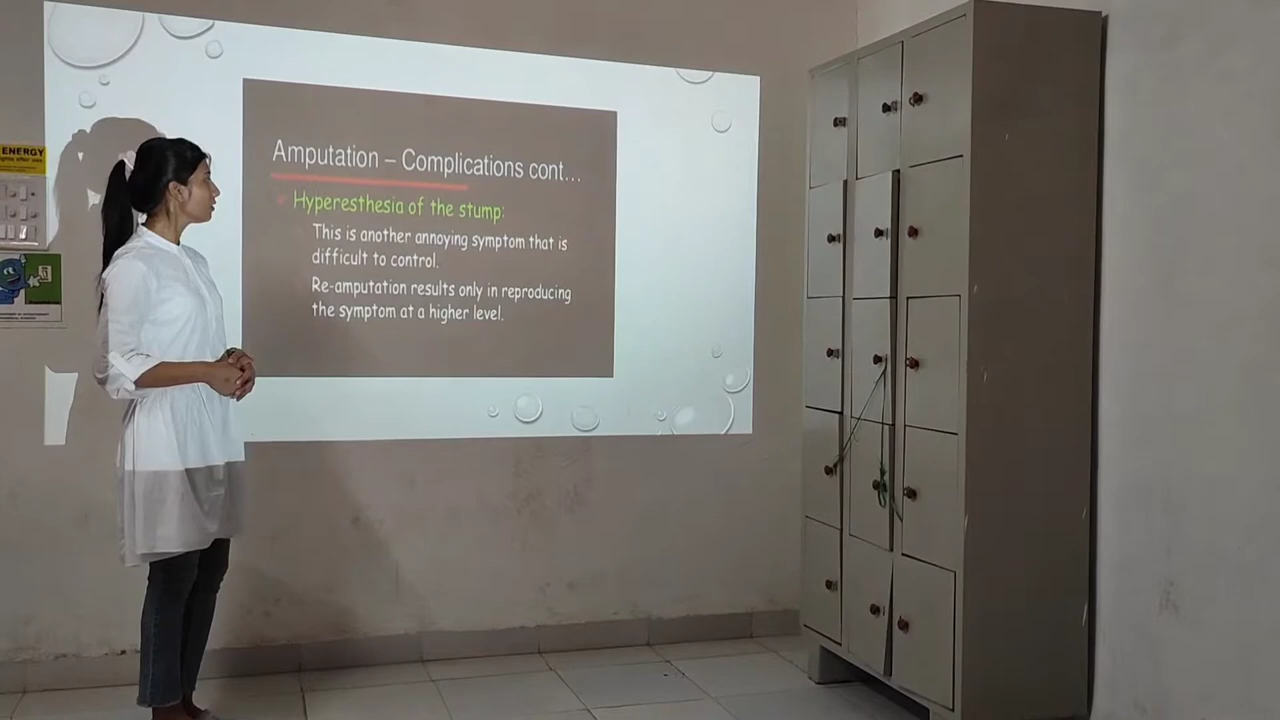 ENERGY
Amputation – Complications cont…
Hyperesthesia of the stump:
This is another annoying symptom that is
difficult to control.
Re-amputation results only in reproducing
the symptom at a higher level.